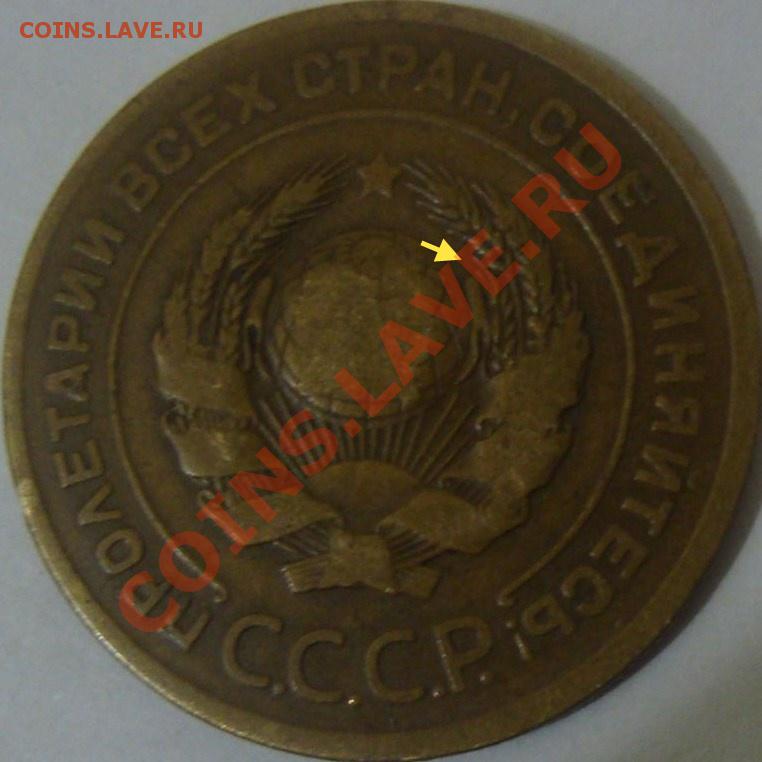 COINS.LAVE.RU
ПРОЛЕТАРИИ ВСЕХ СТРАН, СОЕДИНЯЙТЕСЬ!
С.С.С.Р.
COINS.LAVE.RU